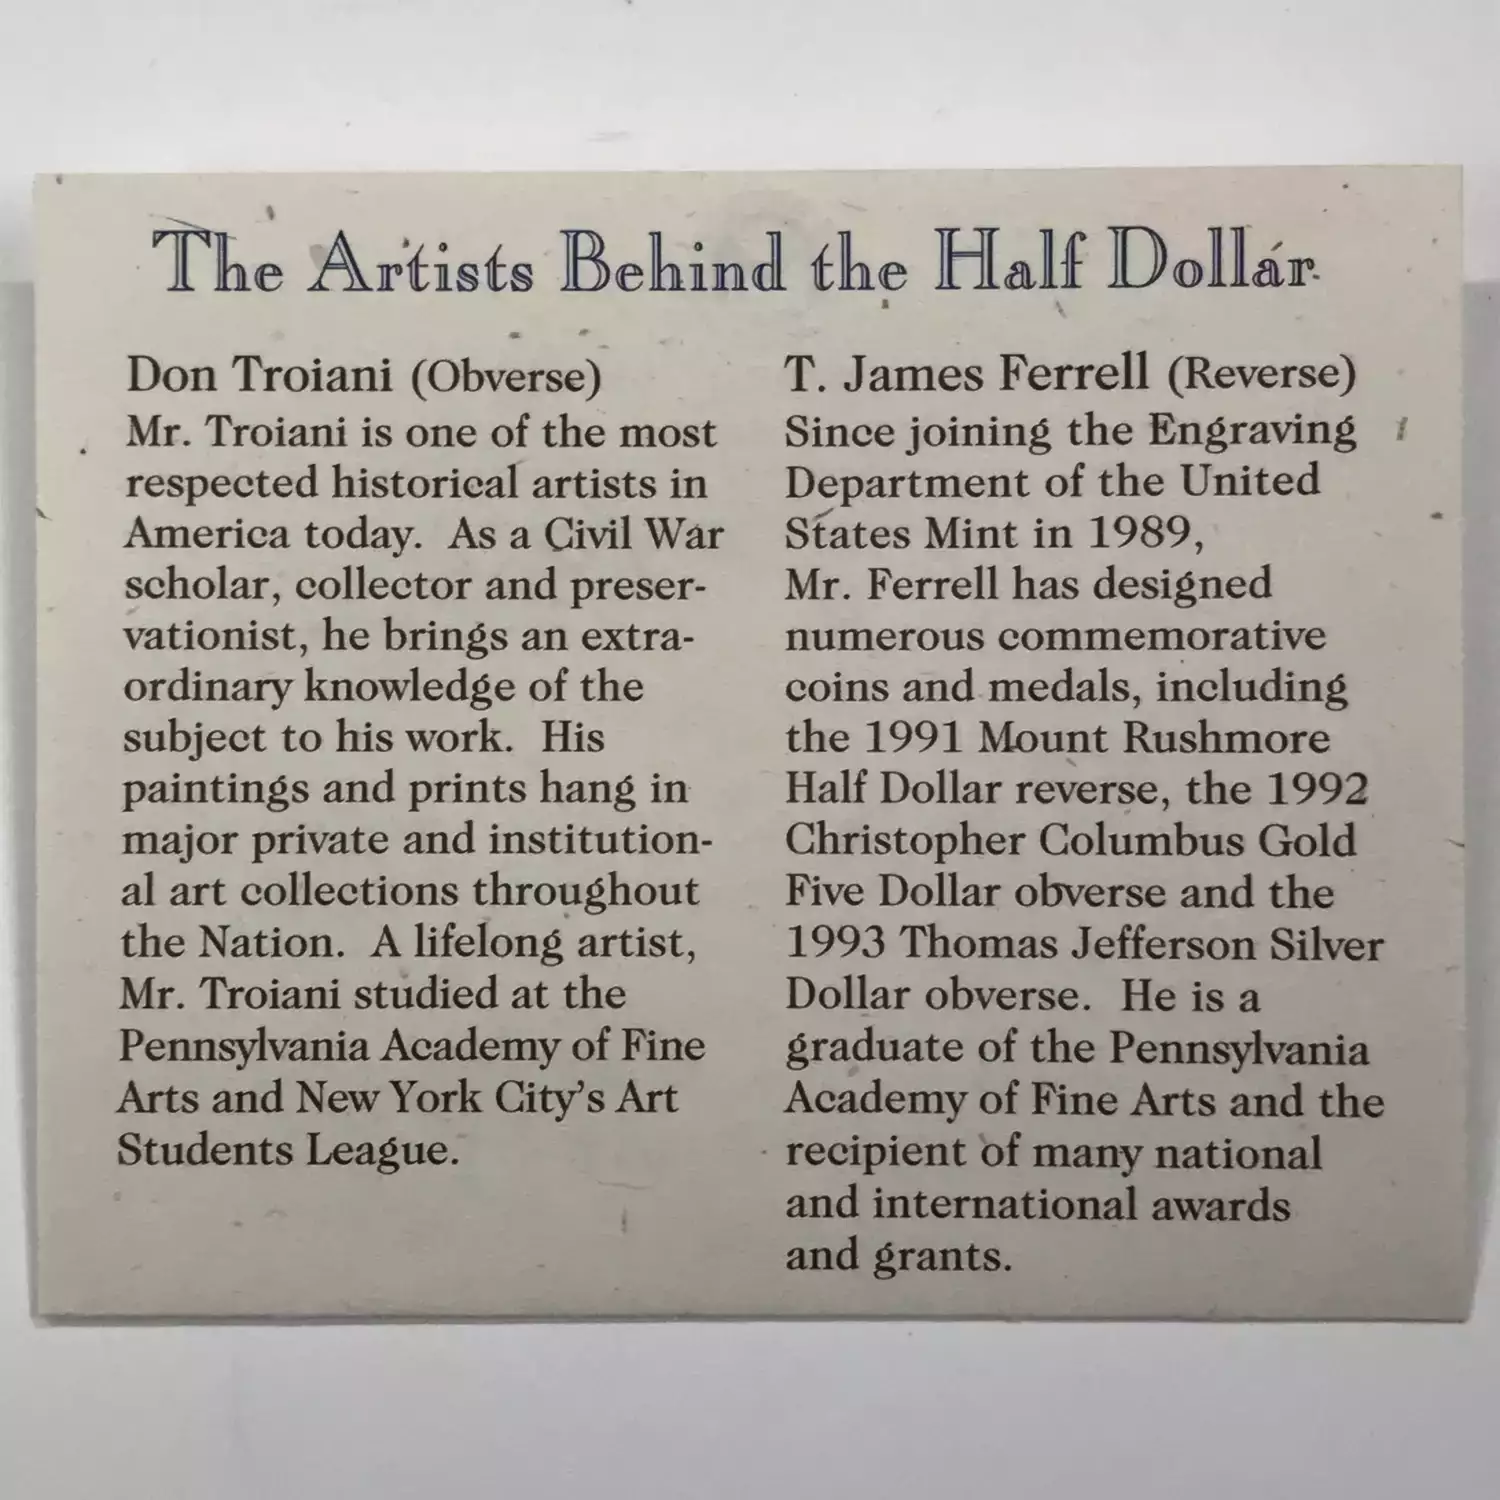 The Artists Behind the Half Dollar
Don Troiani (Obverse)
Mr. Troiani is one of the most
respected historical artists in
America today.  As a Civil War
scholar, collector and preser-
vationist, he brings an extra-
ordinary knowledge of the
subject to his work.  His
paintings and prints hang in
major private and institution-
al art collections throughout
the Nation.  A lifelong artist,
Mr. Troiani studied at the
Pennsylvania Academy of Fine
Arts and New York City's Art
Students League.
T. James Ferrell (Reverse)
Since joining the Engraving
Department of the United
States Mint in 1989,
Mr. Ferrell has designed
numerous commemorative
coins and medals, including
the 1991 Mount Rushmore
Half Dollar reverse, the 1992
Christopher Columbus Gold
Five Dollar obverse and the
1993 Thomas Jefferson Silver
Dollar obverse.  He is a
graduate of the Pennsylvania
Academy of Fine Arts and the
recipient of many national
and international awards
and grants.